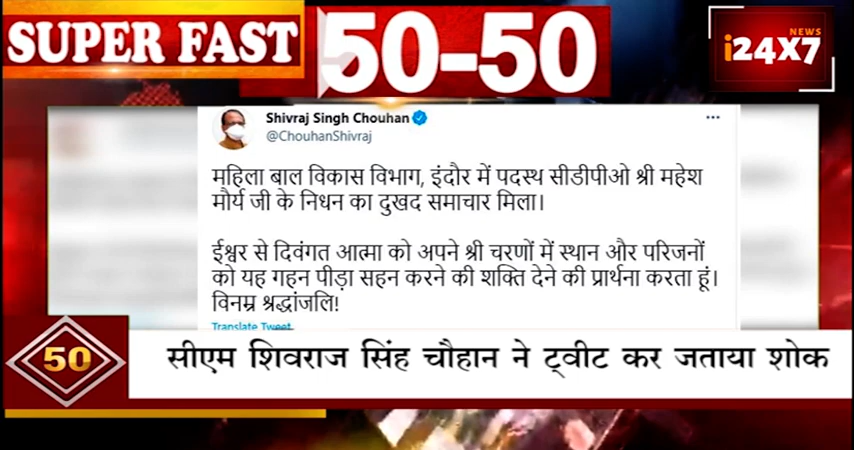 SUPER FAST
50-50
NEWS
i24X7
Shivraj Singh Chouhan
@ChouhanShivraj
महिला बाल विकास विभाग, इंदौर में पदस्थ सीडीपीओ श्री महेश
मौर्य जी के निधन का दुखद समाचार मिला।
ईश्वर से दिवंगत आत्मा को अपने श्री चरणों में स्थान और परिजनों
को यह गहन पीड़ा सहन करने की शक्ति देने की प्रार्थना करता हूं।
विनम्र श्रद्धांजलि!
Translate Tweet
50
सीएम शिवराज सिंह चौहान ने ट्वीट कर जताया शोक